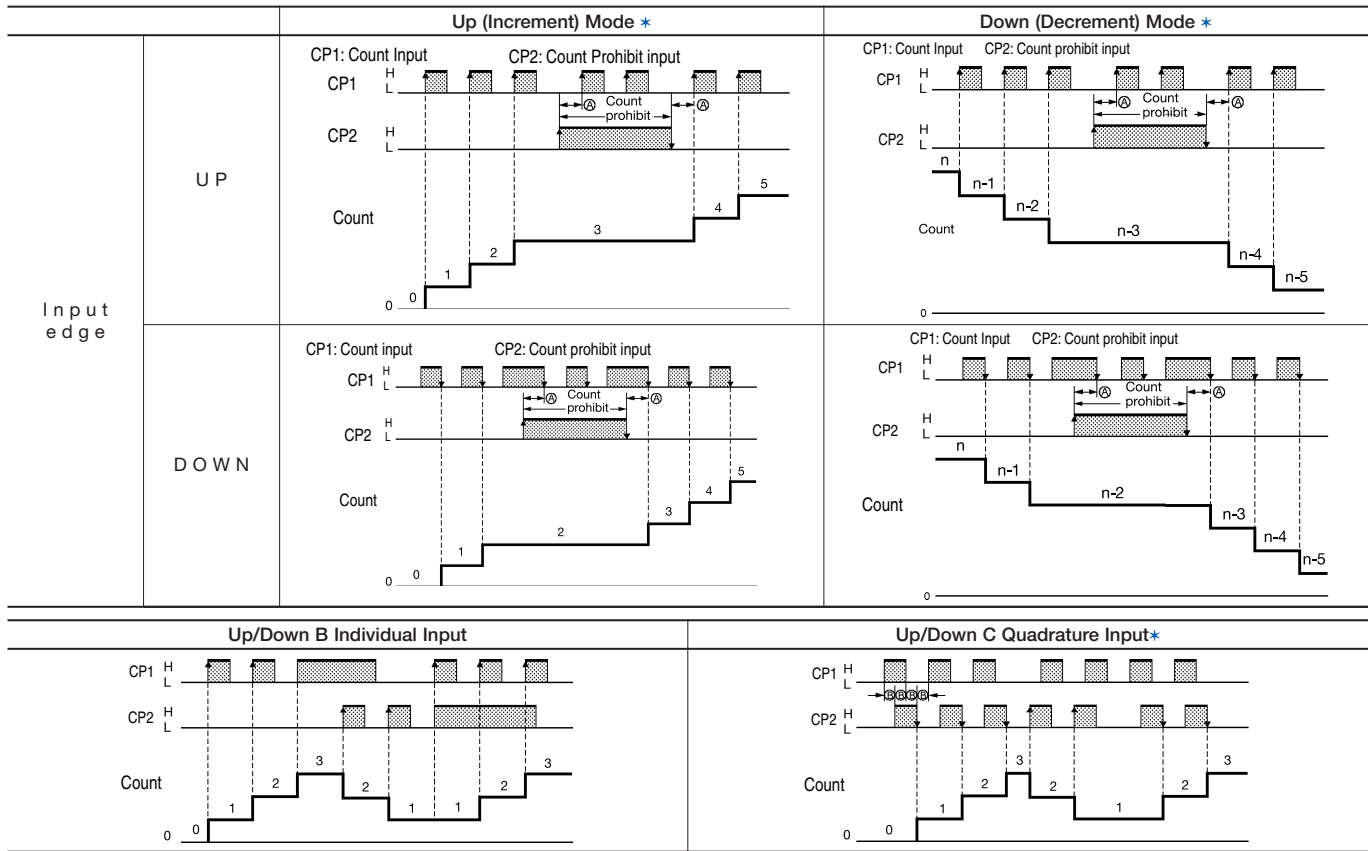 Up (Increment) Mode *
Down (Decrement) Mode *
Input
edge
UP
CP1: Count Input CP2: Count Prohibit input
CP1 H
L
Ⓐ Count Ⓐ
prohibit
CP2 H
L
Count
0 0 1 2 3 4 5
CP1: Count Input CP2: Count prohibit input
CP1 H
L
Ⓐ Count Ⓐ
prohibit
CP2 H
L
Count
n n-1 n-2 n-3 n-4 n-5
0
DOWN
CP1: Count input CP2: Count prohibit input
CP1 H
L
Ⓐ Count Ⓐ
prohibit
CP2 H
L
Count
0 0 1 2 3 4 5
CP1: Count Input CP2: Count prohibit input
CP1 H
L
Ⓐ Count Ⓐ
prohibit
CP2 H
L
Count
n n-1 n-2 n-3 n-4 n-5
0
Up/Down B Individual Input
CP1 H
L
CP2 H
L
Count
0 0 1 2 3 2 1 1 2 3
Up/Down C Quadrature Input*
CP1 H
L
Ⓑ Ⓑ Ⓑ Ⓑ
CP2 H
L
Count
0 0 1 2 3 2 1 2 3